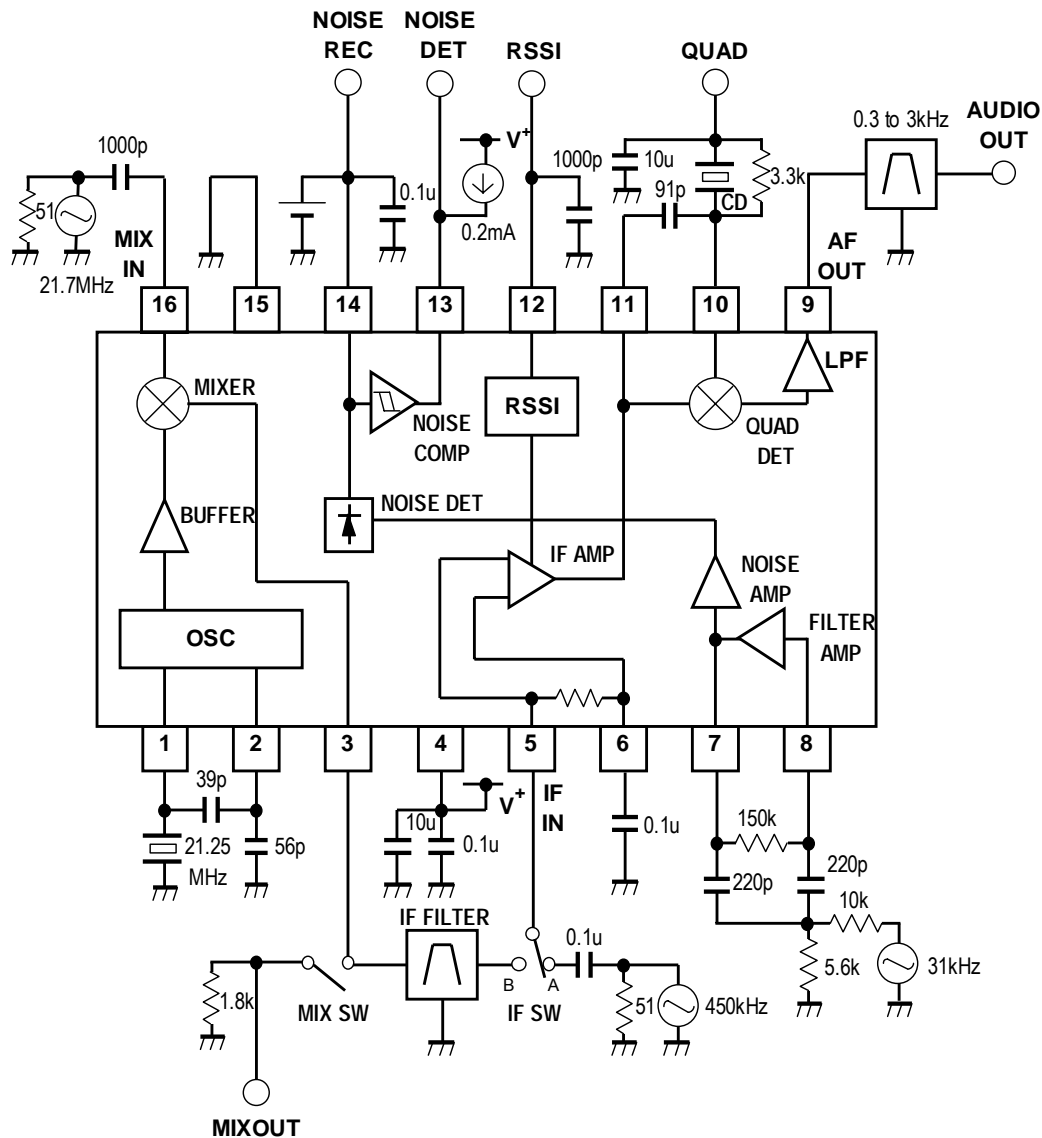 NOISE
REC
NOISE
DET
RSSI
QUAD
0.3 to 3kHz
AUDIO
OUT
1000p
V+
1000p
10u
3.3k
51
0.1u
91p
CD
0.2mA
MIX
IN
21.7MHz
AF
OUT
16
15
14
13
12
11
10
9
LPF
MIXER
RSSI
NOISE
COMP
QUAD
DET
NOISE DET
BUFFER
IF AMP
NOISE
AMP
FILTER
AMP
OSC
1
2
3
4
5
6
7
8
39p
V+
IF
IN
10u
0.1u
0.1u
150k
21.25
MHz
56p
220p
220p
10k
IF FILTER
0.1u
5.6k
31kHz
1.8k
MIX SW
B
A
IF SW
51
450kHz
MIXOUT